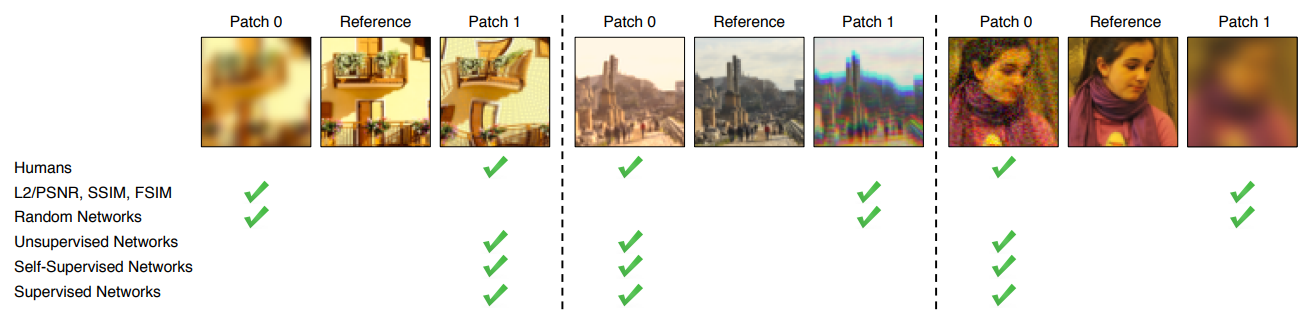 Patch 0 Reference Patch 1 Patch 0 Reference Patch 1 Patch 0 Reference Patch 1
Humans
L2/PSNR, SSIM, FSIM
Random Networks
Unsupervised Networks
Self-Supervised Networks
Supervised Networks